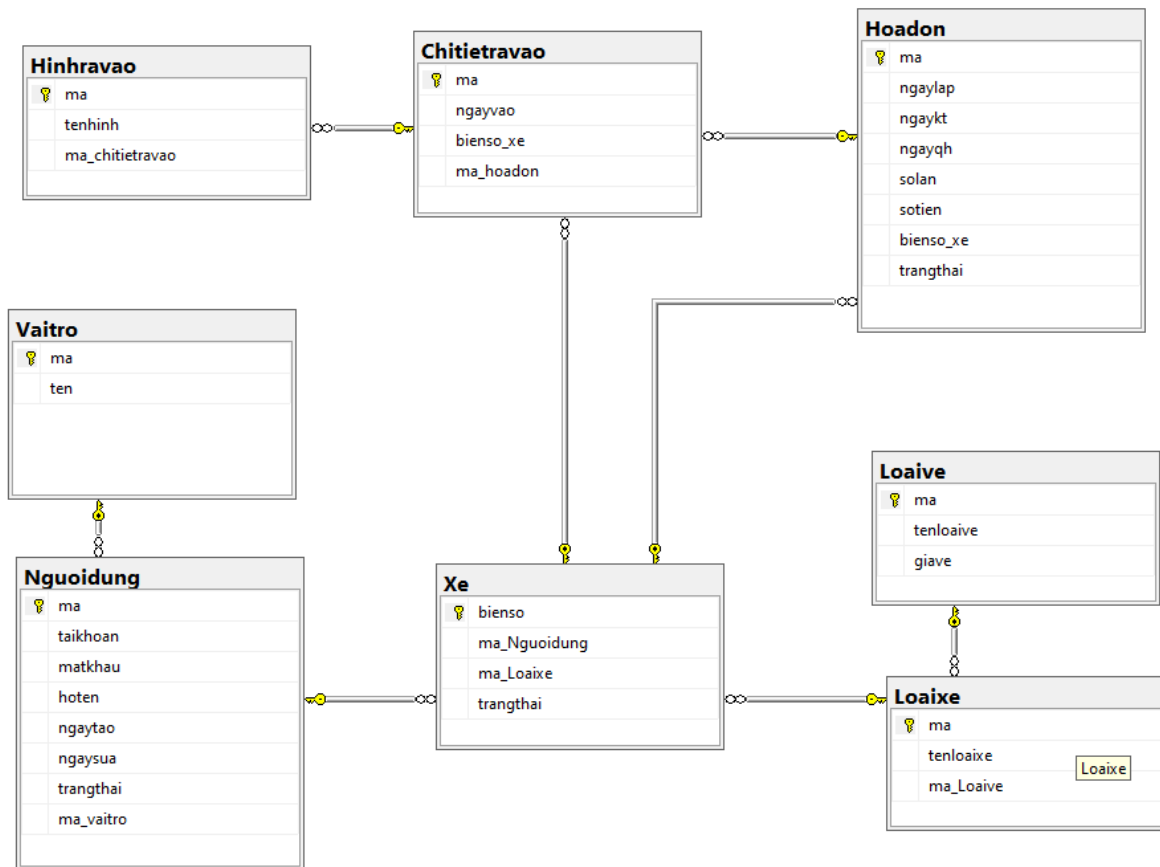 Hinhravao
ma
tenhinh
ma_chitietravao
Chitietravao
ma
ngayvao
bienso_xe
ma_hoadon
Hoadon
ma
ngaylap
ngaykt
ngayqh
solan
sotien
bienso_xe
trangthai
Vaitro
ma
ten
Nguoidung
ma
taikhoan
matkhau
hoten
ngaytao
ngaysua
trangthai
ma_vaitro
Xe
bienso
ma_Nguoidung
ma_Loaixe
trangthai
Loaive
ma
tenloaive
giave
Loaixe
ma
tenloaixe
ma_Loaive
Loaixe